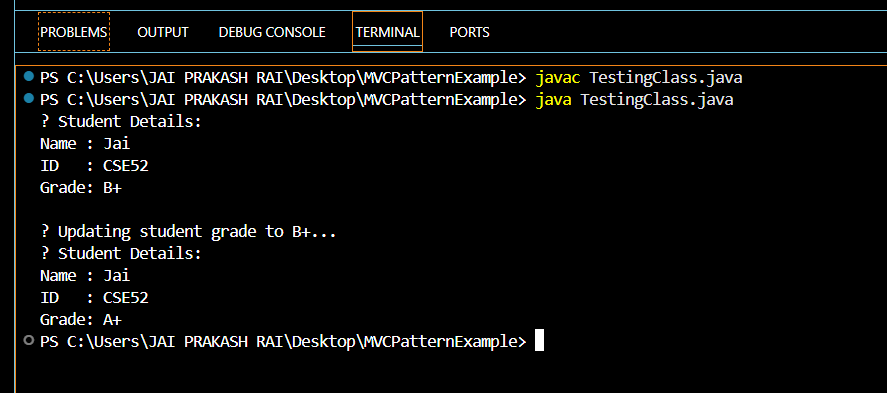 PROBLEMS OUTPUT DEBUG CONSOLE TERMINAL PORTS
PS C:\Users\JAI PRAKASH RAI\Desktop\MVCPatternExample> javac TestingClass.java
PS C:\Users\JAI PRAKASH RAI\Desktop\MVCPatternExample> java TestingClass.java
? Student Details:
Name : Jai
ID   : CSE52
Grade: B+

? Updating student grade to B+...
? Student Details:
Name : Jai
ID   : CSE52
Grade: A+
PS C:\Users\JAI PRAKASH RAI\Desktop\MVCPatternExample>